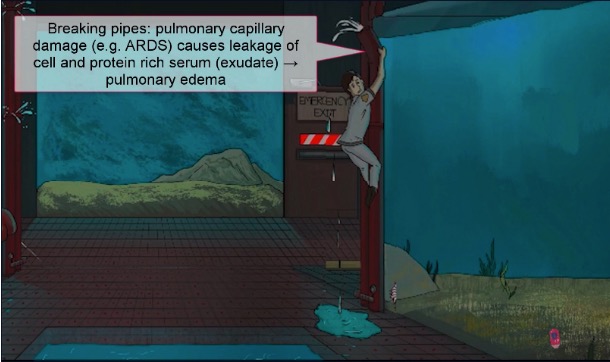 Breaking pipes: pulmonary capillary
damage (e.g. ARDS) causes leakage of
cell and protein rich serum (exudate) →
pulmonary edema
EMERGENCY
EXIT